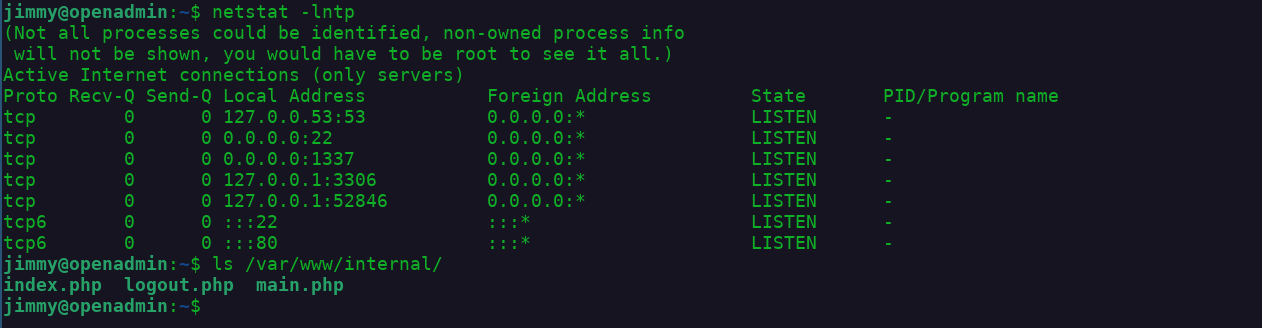 jimmy@openadmin:~$ netstat -lntp
(Not all processes could be identified, non-owned process info
 will not be shown, you would have to be root to see it all.)
Active Internet connections (only servers)
Proto Recv-Q Send-Q Local Address           Foreign Address         State       PID/Program name
tcp        0      0 127.0.0.53:53           0.0.0.0:*               LISTEN      -
tcp        0      0 0.0.0.0:22              0.0.0.0:*               LISTEN      -
tcp        0      0 0.0.0.0:1337            0.0.0.0:*               LISTEN      -
tcp        0      0 127.0.0.1:3306          0.0.0.0:*               LISTEN      -
tcp        0      0 127.0.0.1:52846         0.0.0.0:*               LISTEN      -
tcp6       0      0 :::22                   :::*                    LISTEN      -
tcp6       0      0 :::80                   :::*                    LISTEN      -
jimmy@openadmin:~$ ls /var/www/internal/
index.php  logout.php  main.php
jimmy@openadmin:~$